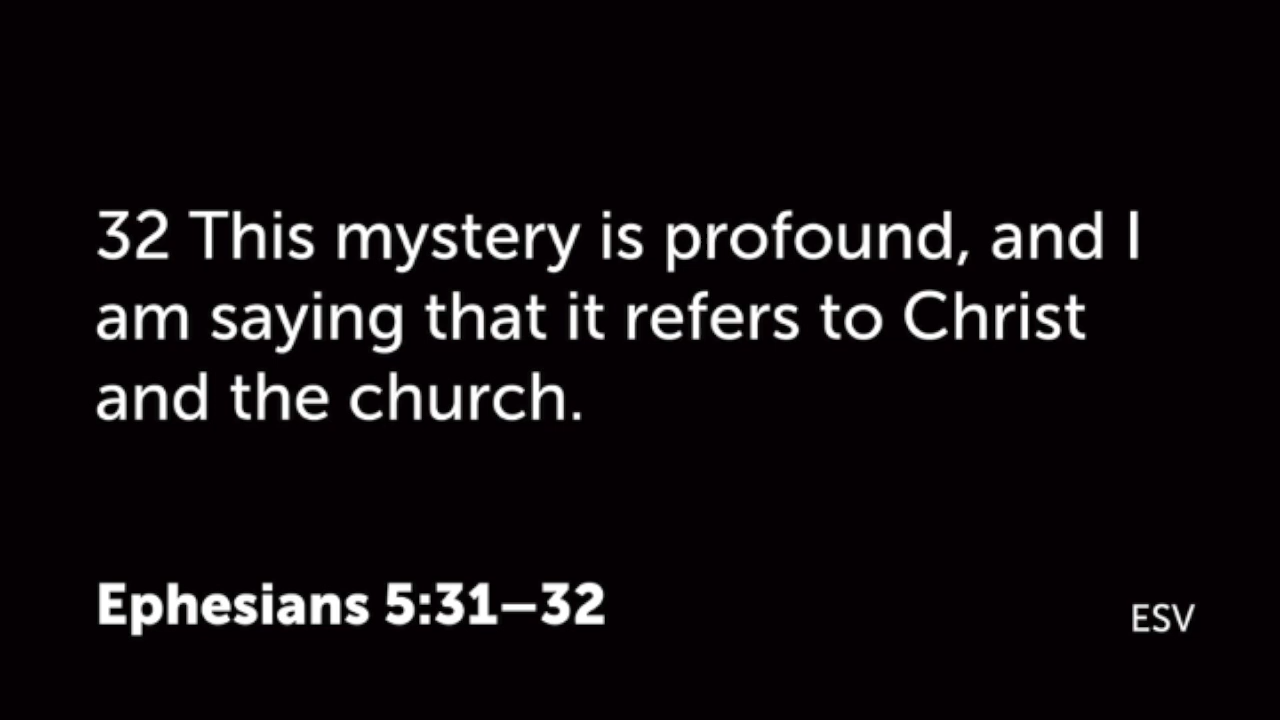 32 This mystery is profound, and I
am saying that it refers to Christ
and the church.
Ephesians 5:31–32
ESV